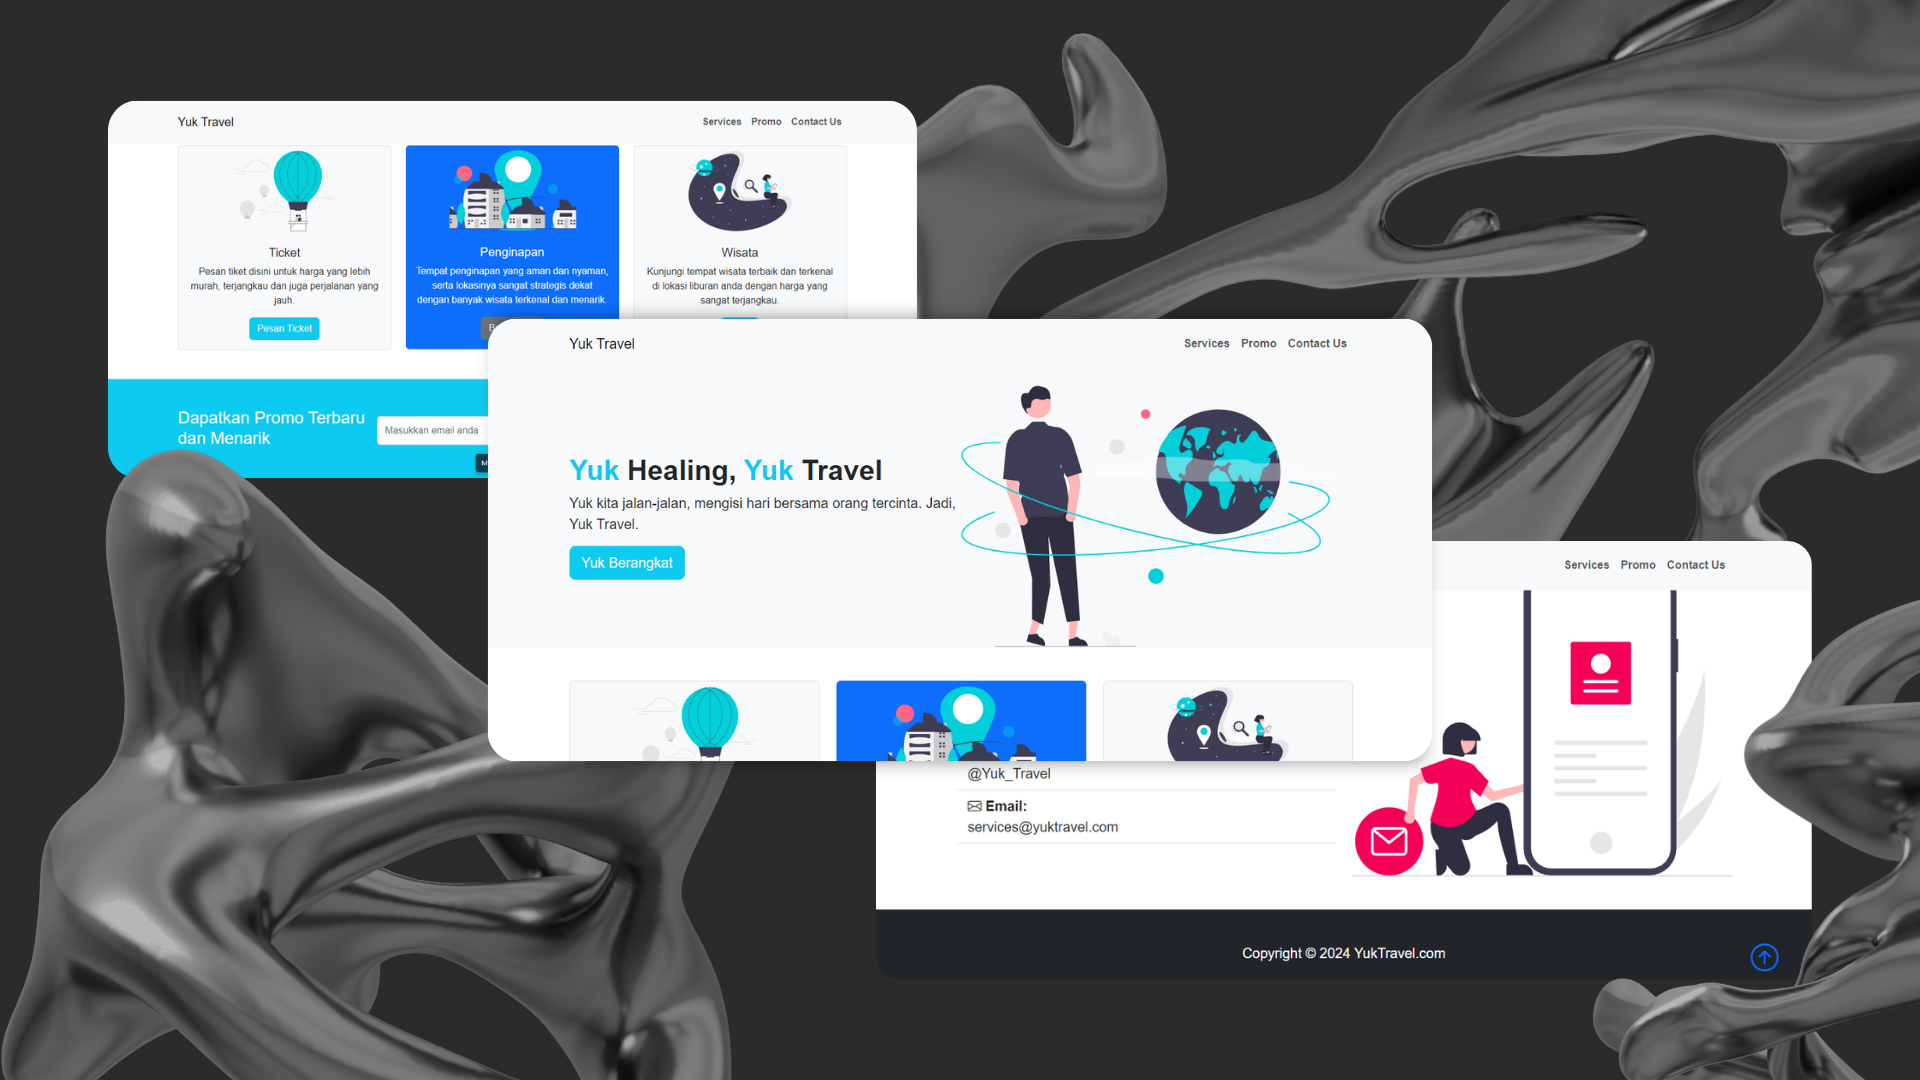 Yuk Travel
Services Promo Contact Us
Ticket
Pesan tiket disini untuk harga yang lebih
murah, terjangkau dan juga perjalanan yang
jauh.
Pesan Ticket
Penginapan
Tempat penginapan yang aman dan nyaman,
serta lokasinya sangat strategis dekat
dengan banyak wisata terkenal dan menarik.
Wisata
Kunjungi tempat wisata terbaik dan terkenal
di lokasi liburan anda dengan harga yang
sangat terjangkau.
Dapatkan Promo Terbaru
dan Menarik
Masukkan email anda
Yuk Travel
Services Promo Contact Us
Yuk Healing, Yuk Travel
Yuk kita jalan-jalan, mengisi hari bersama orang tercinta. Jadi,
Yuk Travel.
Yuk Berangkat
Services Promo Contact Us
@Yuk_Travel
Email:
services@yuktravel.com
Copyright © 2024 YukTravel.com